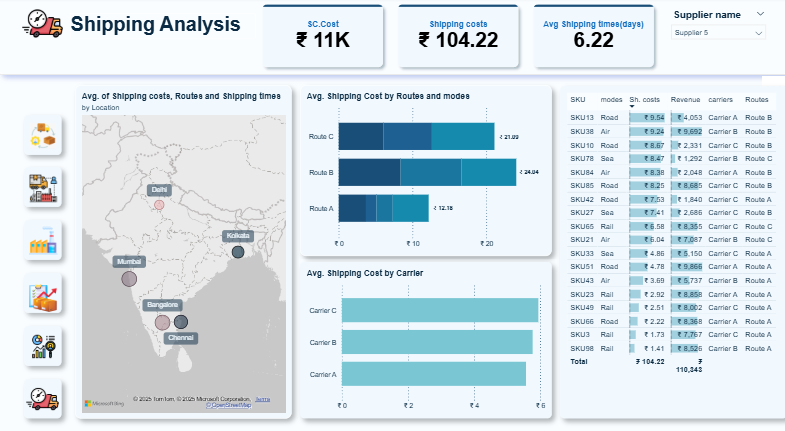 Shipping Analysis
SC.Cost
₹ 11K
Shipping costs
₹ 104.22
Avg Shipping times(days)
6.22
Supplier name
Supplier 5
Avg. of Shipping costs, Routes and Shipping times
by Location
Delhi
Kolkata
Mumbai
Bangalore
Chennai
Microsoft Bing
© 2025 TomTom, © 2025 Microsoft Corporation, Terms
© OpenStreetMap
Avg. Shipping Cost by Routes and modes
Route C
₹ 21.09
Route B
₹ 24.04
Route A
₹ 12.18
₹ 0 ₹ 10 ₹ 20
Avg. Shipping Cost by Carrier
Carrier C
Carrier B
Carrier A
₹ 0 ₹ 2 ₹ 4 ₹ 6
SKU modes Sh. costs Revenue carriers Routes
SKU13 Road ₹ 9.54 ₹ 4,053 Carrier A Route B
SKU38 Air ₹ 9.24 ₹ 9,692 Carrier B Route B
SKU10 Road ₹ 8.67 ₹ 2,331 Carrier C Route B
SKU78 Sea ₹ 8.47 ₹ 1,292 Carrier B Route A
SKU84 Air ₹ 8.38 ₹ 2,048 Carrier A Route B
SKU85 Road ₹ 8.25 ₹ 8,685 Carrier C Route B
SKU42 Road ₹ 7.53 ₹ 1,840 Carrier C Route A
SKU27 Sea ₹ 7.41 ₹ 2,686 Carrier B Route B
SKU65 Rail ₹ 6.58 ₹ 8,355 Carrier C Route C
SKU21 Air ₹ 6.04 ₹ 7,087 Carrier B Route C
SKU33 Sea ₹ 4.86 ₹ 5,150 Carrier C Route A
SKU51 Road ₹ 4.78 ₹ 9,866 Carrier C Route A
SKU43 Air ₹ 3.69 ₹ 5,737 Carrier B Route A
SKU23 Rail ₹ 2.92 ₹ 8,858 Carrier A Route A
SKU49 Rail ₹ 2.51 ₹ 8,002 Carrier C Route A
SKU66 Road ₹ 2.22 ₹ 8,368 Carrier A Route C
SKU3 Rail ₹ 1.73 ₹ 7,767 Carrier C Route A
SKU98 Rail ₹ 1.41 ₹ 8,526 Carrier B Route A
Total ₹ 104.22 ₹
110,343